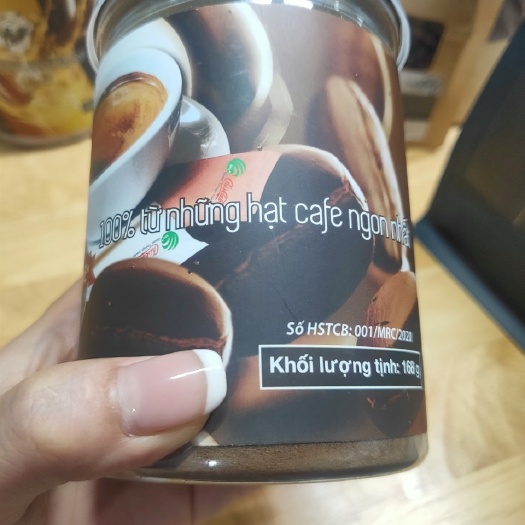 100% từ những hạt cafe ngon nhất
Số HSTCB: 001/MRC/2020
Khối lượng tịnh: 168 g